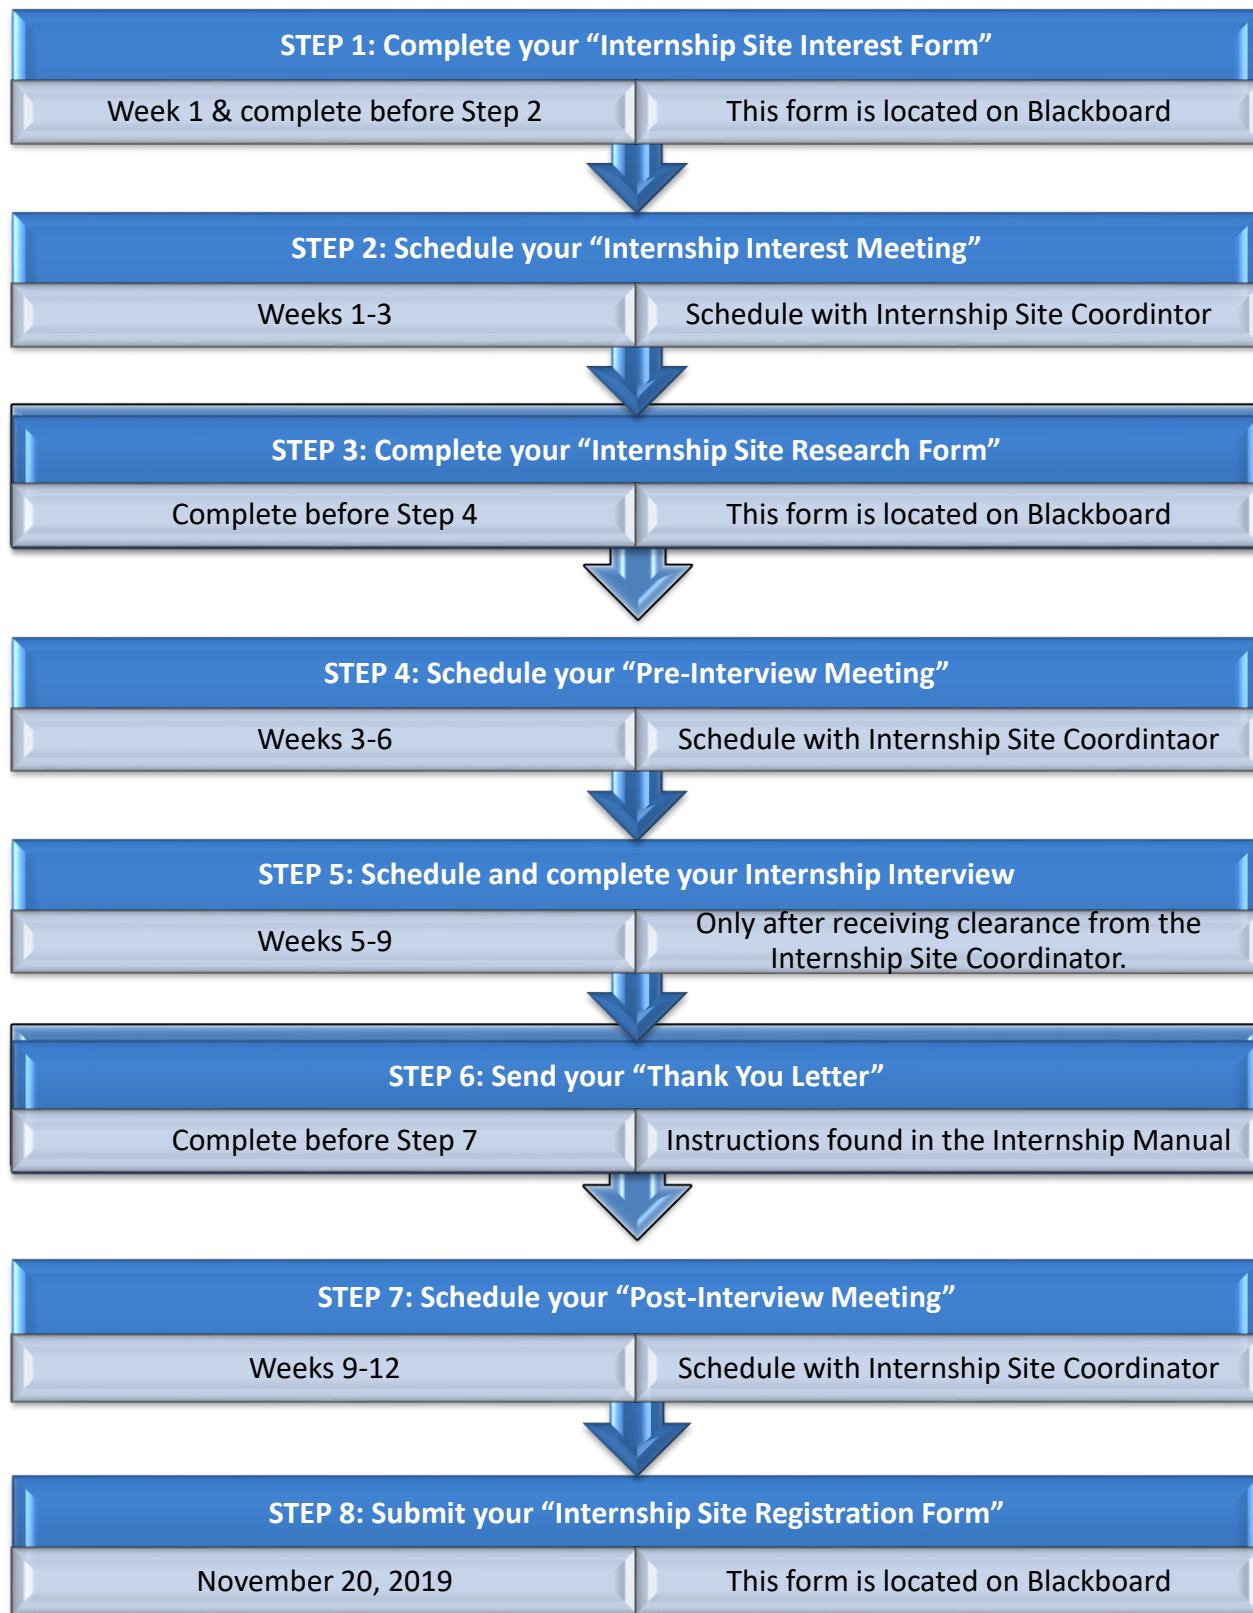 STEP 1: Complete your “Internship Site Interest Form”
Week 1 & complete before Step 2
This form is located on Blackboard
STEP 2: Schedule your “Internship Interest Meeting”
Weeks 1-3
Schedule with Internship Site Coordintor
STEP 3: Complete your “Internship Site Research Form”
Complete before Step 4
This form is located on Blackboard
STEP 4: Schedule your “Pre-Interview Meeting”
Weeks 3-6
Schedule with Internship Site Coordintaor
STEP 5: Schedule and complete your Internship Interview
Weeks 5-9
Only after receiving clearance from the
Internship Site Coordinator.
STEP 6: Send your “Thank You Letter”
Complete before Step 7
Instructions found in the Internship Manual
STEP 7: Schedule your “Post-Interview Meeting”
Weeks 9-12
Schedule with Internship Site Coordinator
STEP 8: Submit your “Internship Site Registration Form”
November 20, 2019
This form is located on Blackboard